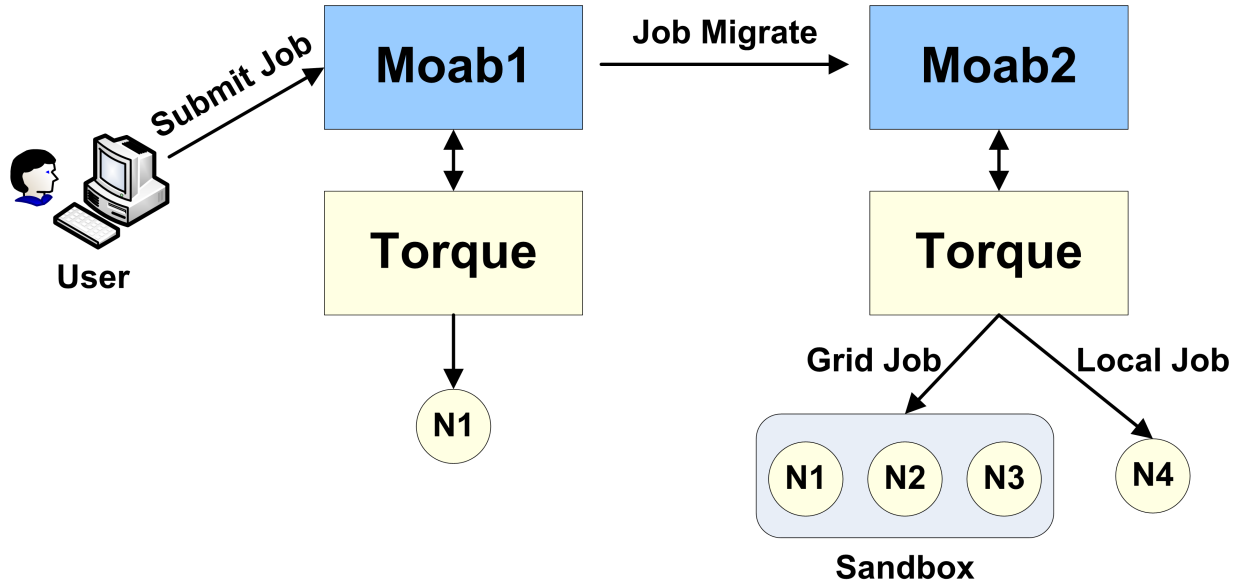 Submit Job
Moab1
Job Migrate
Moab2
User
Torque
Torque
Grid Job
Local Job
N1
N1
N2
N3
N4
Sandbox